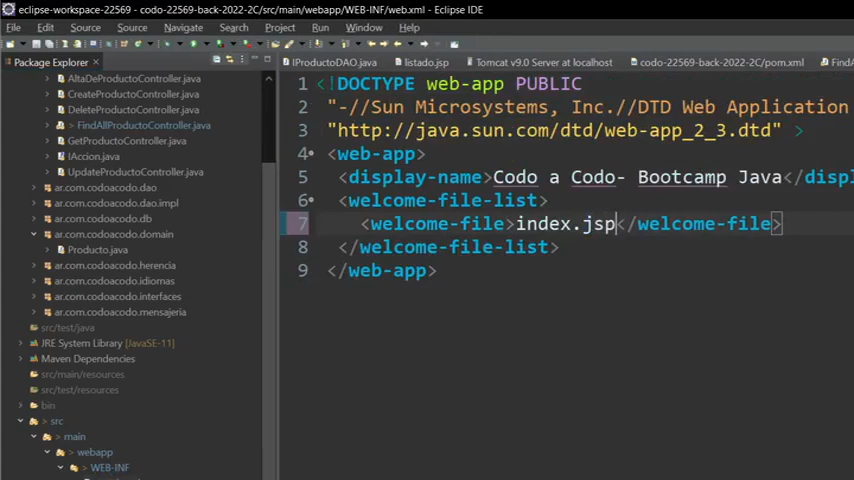 eclipse-workspace-22569 - codo-22569-back-2022-2C/src/main/webapp/WEB-INF/web.xml - Eclipse IDE
File Edit Source Source Navigate Search Project Run Window Help
Package Explorer ×
IProductoDAO.java listado.jsp Tomcat v9.0 Server at localhost codo-22569-back-2022-2C/pom.xml FindA
AltaDeProductoController.java
CreateProductoController.java
DeleteProductoController.java
> FindAllProductoController.java
GetProductoController.java
IAccion.java
UpdateProductoController.java
ar.com.codoacodo.dao
ar.com.codoacodo.dao.impl
ar.com.codoacodo.db
ar.com.codoacodo.domain
Producto.java
ar.com.codoacodo.herencia
ar.com.codoacodo.idiomas
ar.com.codoacodo.interfaces
ar.com.codoacodo.mensajeria
src/test/java
JRE System Library [JavaSE-11]
Maven Dependencies
src/main/resources
src/test/resources
bin
> src
> main
> webapp
> WEB-INF
1 <!DOCTYPE web-app PUBLIC
2 "-//Sun Microsystems, Inc.//DTD Web Application
3 "http://java.sun.com/dtd/web-app_2_3.dtd" >
4 <web-app>
5 <display-name>Codo a Codo- Bootcamp Java</displ
6 <welcome-file-list>
7 <welcome-file>index.jsp</welcome-file>
8 </welcome-file-list>
9 </web-app>